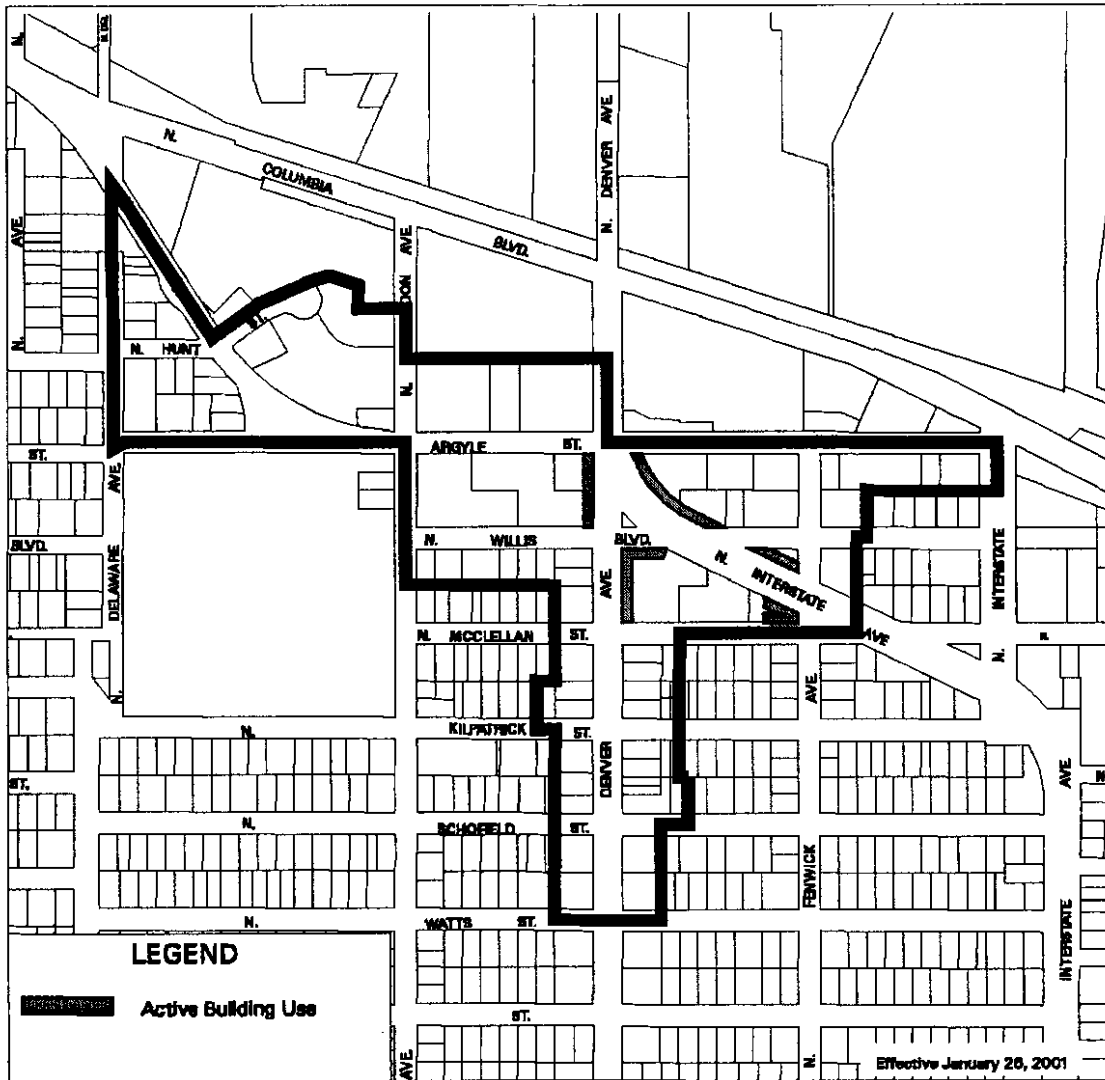 N.
N.
COLUMBIA
BLVD.
N. DENVER AVE.
AVE.
N.
AVE.
ST.
N. HUNT
N.
ARGYLE ST.
ST.
AVE.
BLVD.
N. WILLIS BLVD.
N. INTERSTATE AVE
DELAWARE
N.
AVE.
INTERSTATE
N.
N. MCCLELLAN ST.
N.
AVE.
KILPATRICK ST.
N.
DENVER
ST.
AVE
N.
SCHOFIELD ST.
N.
FENWICK
WATTS ST.
N.
INTERSTATE
LEGEND
Active Building Use
ST.
AVE.
N.
Effective January 26, 2001